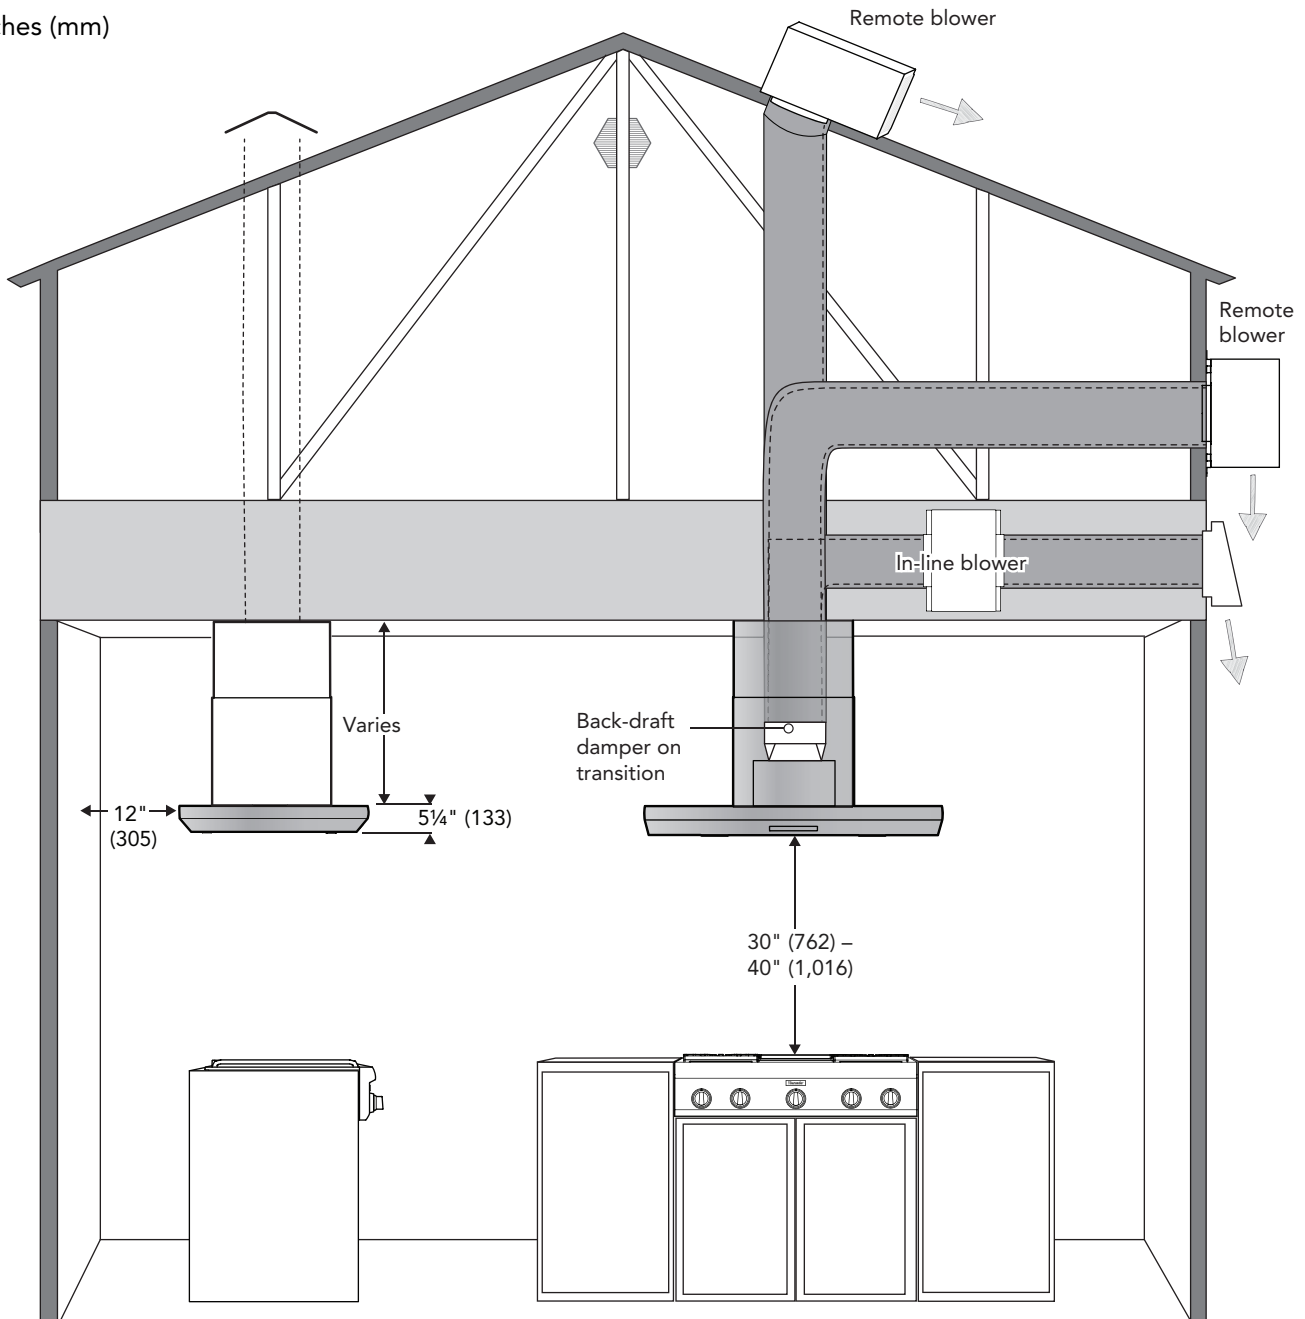 hes (mm)
Remote blower
Remote
blower
In-line blower
Varies
Back-draft
damper on
transition
12"
(305)
5¼" (133)
30" (762) –
40" (1,016)